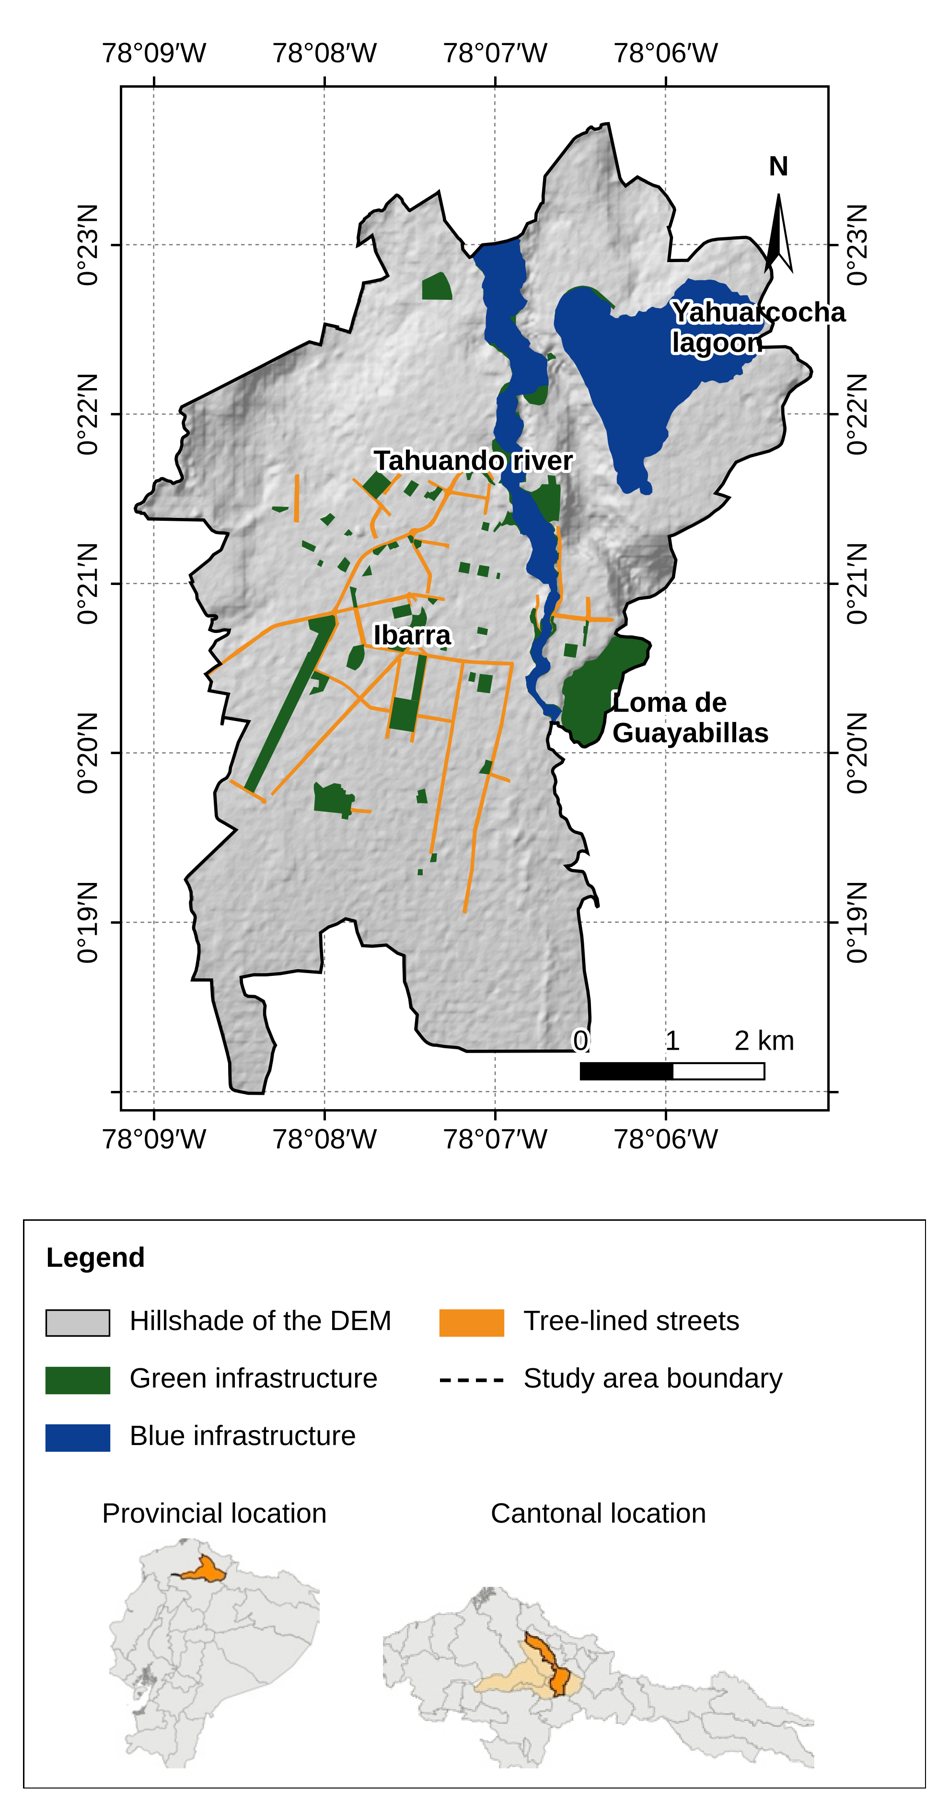 78°09′W 78°08′W 78°07′W 78°06′W
N
0°23′N 0°23′N
Yahuarcocha
lagoon
0°22′N 0°22′N
Tahuando river
0°21′N 0°21′N
Ibarra
Loma de
Guayabillas
0°20′N 0°20′N
0°19′N 0°19′N
0 1 2 km
78°09′W 78°08′W 78°07′W 78°06′W
Legend
Hillshade of the DEM
Tree-lined streets
Green infrastructure
Study area boundary
Blue infrastructure
Provincial location
Cantonal location